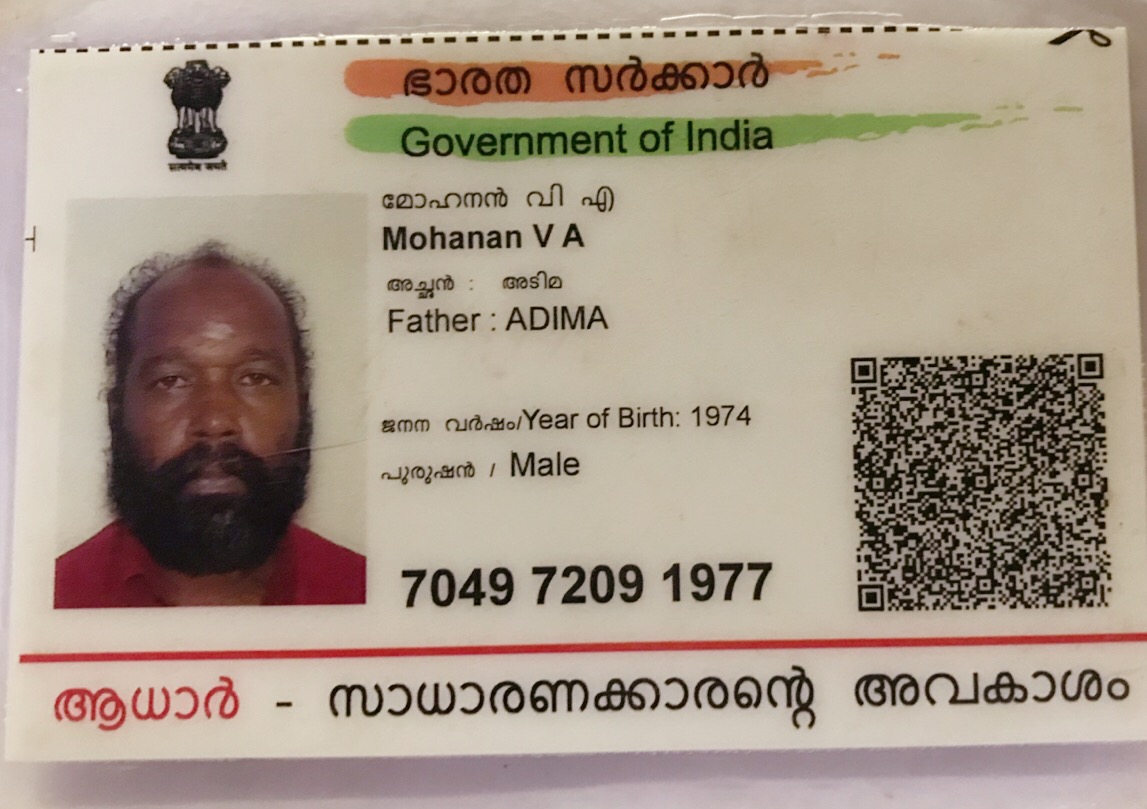 ഭാരത സർക്കാർ
Government of India
सत्यमेव जयते
മോഹനൻ വി എ
Mohanan V A
അച്ഛൻ : അടിമ
Father : ADIMA
ജനന വർഷം/Year of Birth: 1974
പുരുഷൻ / Male
7049 7209 1977
ആധാർ - സാധാരണക്കാരന്റെ അവകാശം